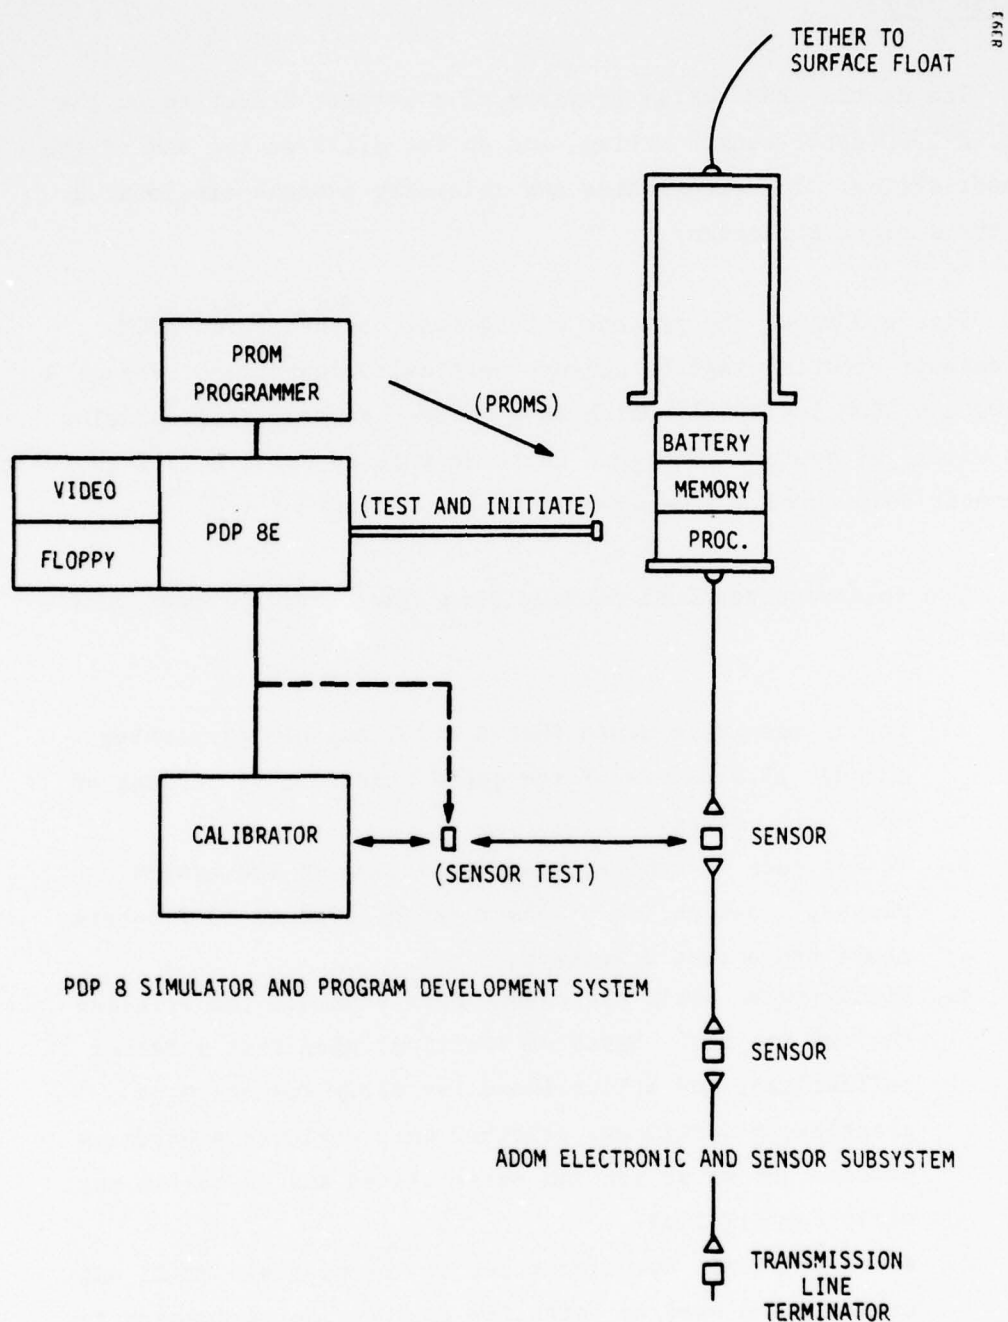 TETHER TO
SURFACE FLOAT
PROM
PROGRAMMER
(PROMS)
BATTERY
MEMORY
PROC.
VIDEO
FLOPPY
PDP 8E
(TEST AND INITIATE)
CALIBRATOR
(SENSOR TEST)
SENSOR
PDP 8 SIMULATOR AND PROGRAM DEVELOPMENT SYSTEM
SENSOR
ADOM ELECTRONIC AND SENSOR SUBSYSTEM
TRANSMISSION
LINE
TERMINATOR